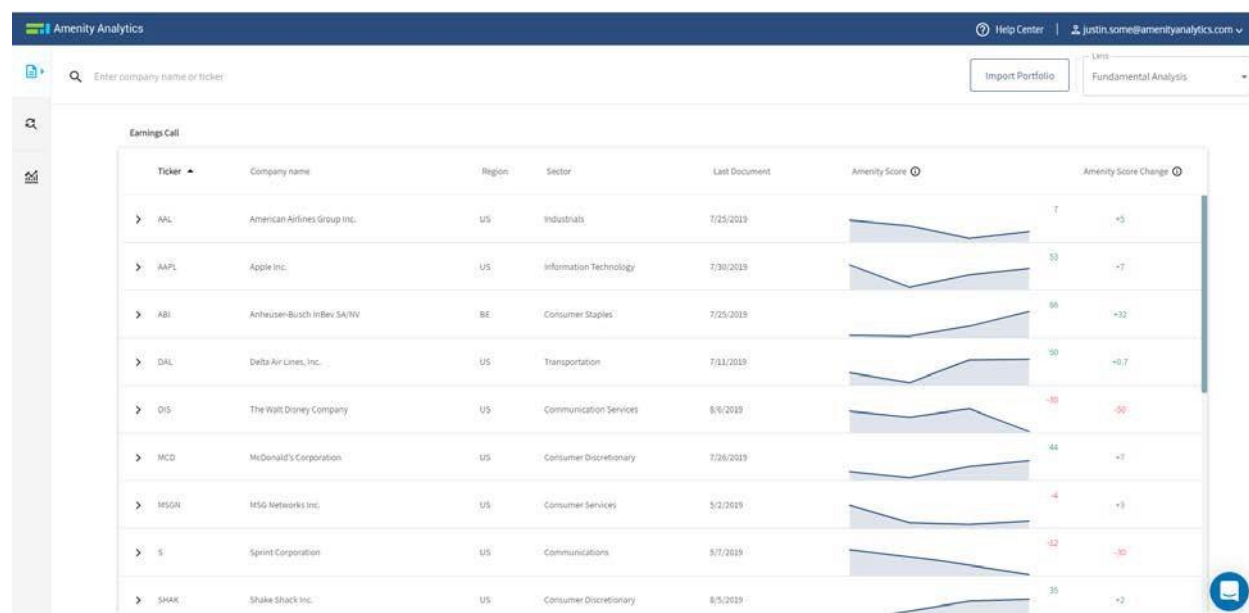 Amenity Analytics
Help Center | justin.some@amenityanalytics.com
Enter company name or ticker
Import Portfolio
Lens
Fundamental Analysis
Earnings Call
Ticker Company name Region Sector Last Document Amenity Score Amenity Score Change
AAL American Airlines Group Inc. US Industrials 7/25/2019 7 +5
AAPL Apple Inc. US Information Technology 7/30/2019 53 +7
ABI Anheuser-Busch InBev SA/NV BE Consumer Staples 7/25/2019 66 +32
DAL Delta Air Lines, Inc. US Transportation 7/11/2019 50 +0.7
DIS The Walt Disney Company US Communication Services 8/6/2019 -30 -50
MCD McDonald's Corporation US Consumer Discretionary 7/26/2019 44 +7
MSGN MSG Networks Inc. US Consumer Services 5/2/2019 -4 +3
S Sprint Corporation US Communications 5/7/2019 -12 -30
SHAK Shake Shack Inc. US Consumer Discretionary 8/5/2019 35 +2